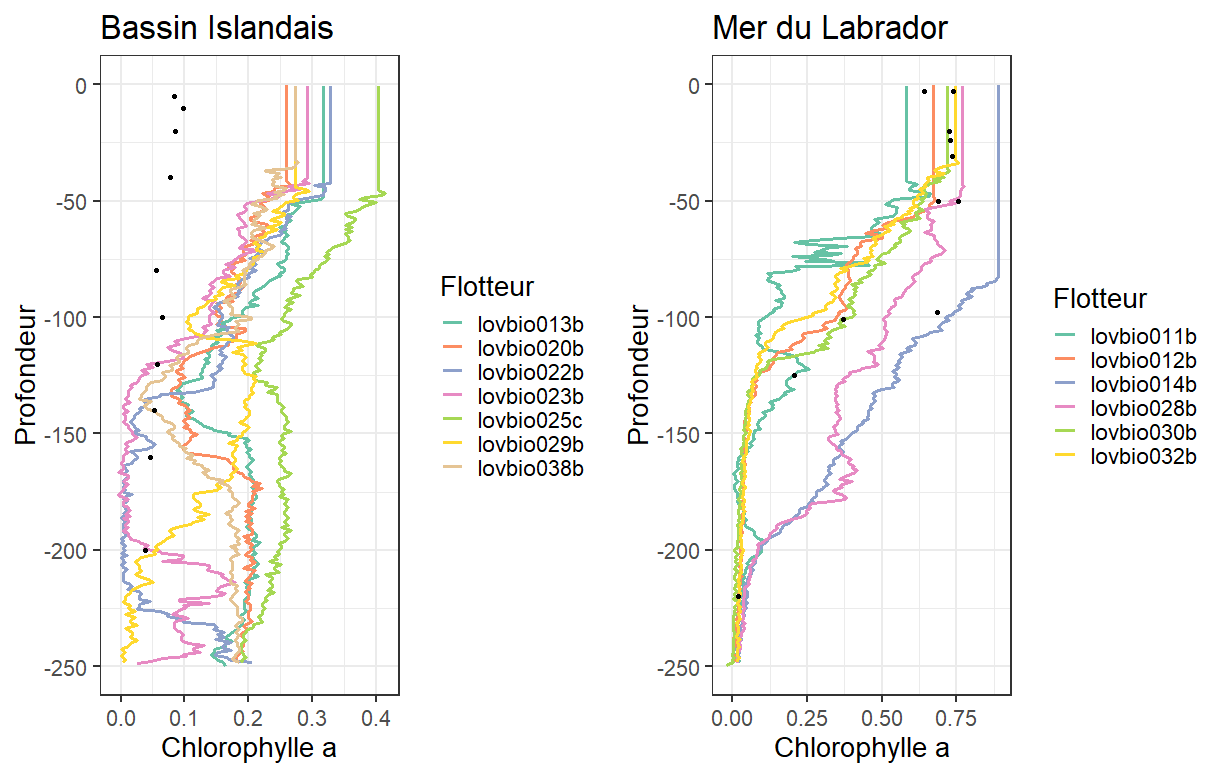 Bassin Islandais
Profondeur
0
-50
-100
-150
-200
-250
0.0 0.1 0.2 0.3 0.4
Chlorophylle a
Flotteur
lovbio013b
lovbio020b
lovbio022b
lovbio023b
lovbio025c
lovbio029b
lovbio038b
Mer du Labrador
Profondeur
0
-50
-100
-150
-200
-250
0.00 0.25 0.50 0.75
Chlorophylle a
Flotteur
lovbio011b
lovbio012b
lovbio014b
lovbio028b
lovbio030b
lovbio032b